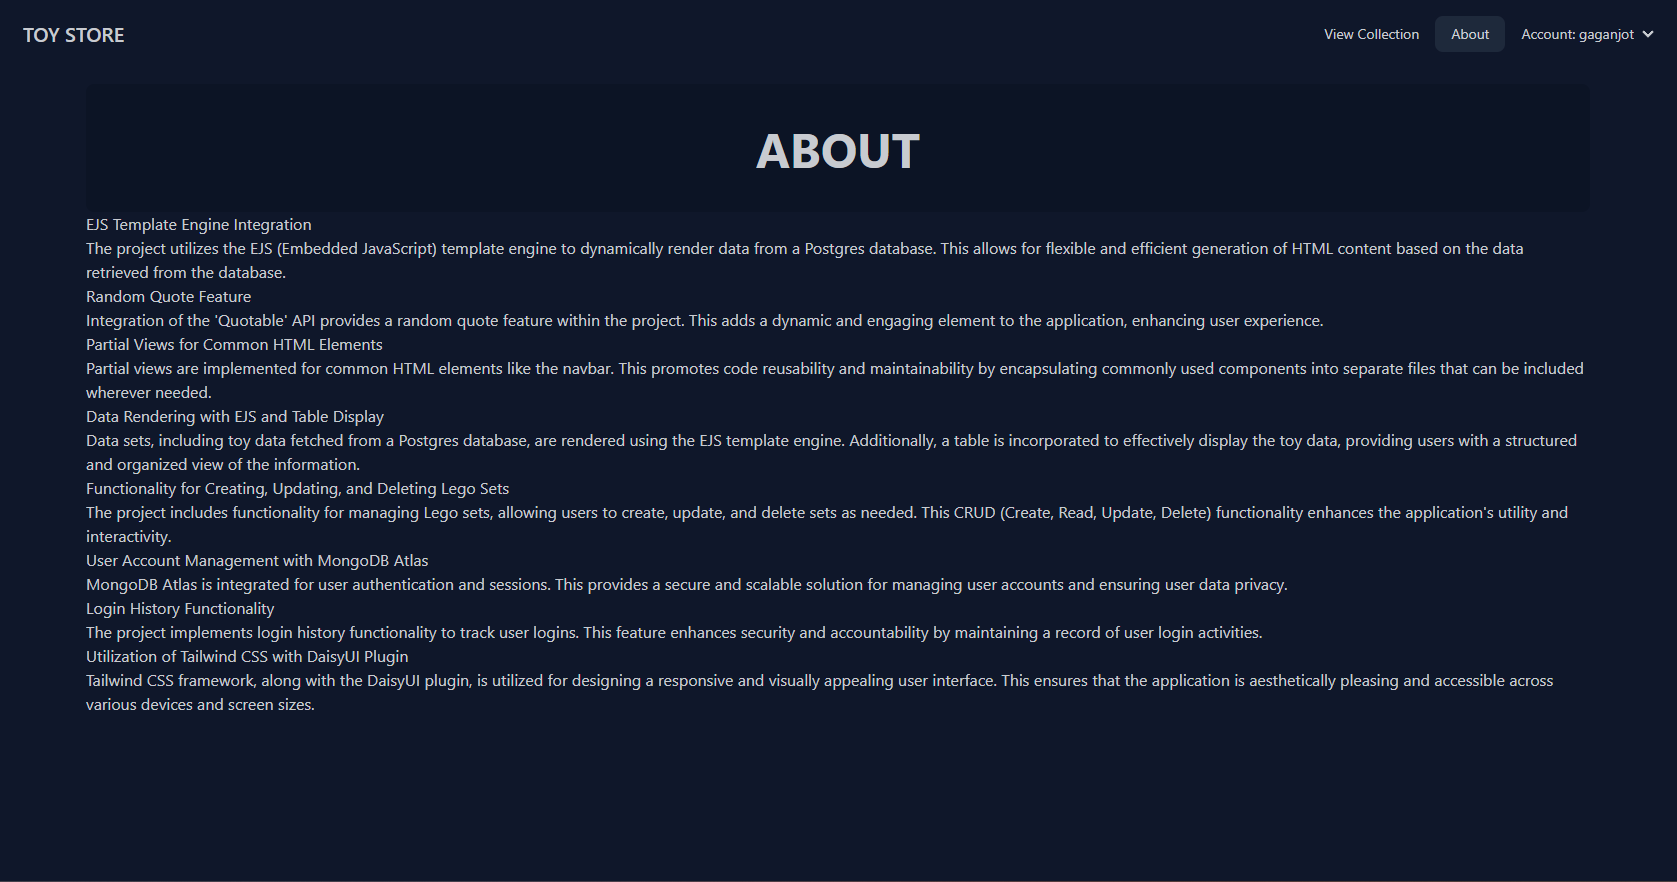 TOY STORE
View Collection
About
Account: gaganjot
ABOUT
EJS Template Engine Integration
The project utilizes the EJS (Embedded JavaScript) template engine to dynamically render data from a Postgres database. This allows for flexible and efficient generation of HTML content based on the data
retrieved from the database.
Random Quote Feature
Integration of the 'Quotable' API provides a random quote feature within the project. This adds a dynamic and engaging element to the application, enhancing user experience.
Partial Views for Common HTML Elements
Partial views are implemented for common HTML elements like the navbar. This promotes code reusability and maintainability by encapsulating commonly used components into separate files that can be included
wherever needed.
Data Rendering with EJS and Table Display
Data sets, including toy data fetched from a Postgres database, are rendered using the EJS template engine. Additionally, a table is incorporated to effectively display the toy data, providing users with a structured
and organized view of the information.
Functionality for Creating, Updating, and Deleting Lego Sets
The project includes functionality for managing Lego sets, allowing users to create, update, and delete sets as needed. This CRUD (Create, Read, Update, Delete) functionality enhances the application's utility and
interactivity.
User Account Management with MongoDB Atlas
MongoDB Atlas is integrated for user authentication and sessions. This provides a secure and scalable solution for managing user accounts and ensuring user data privacy.
Login History Functionality
The project implements login history functionality to track user logins. This feature enhances security and accountability by maintaining a record of user login activities.
Utilization of Tailwind CSS with DaisyUI Plugin
Tailwind CSS framework, along with the DaisyUI plugin, is utilized for designing a responsive and visually appealing user interface. This ensures that the application is aesthetically pleasing and accessible across
various devices and screen sizes.